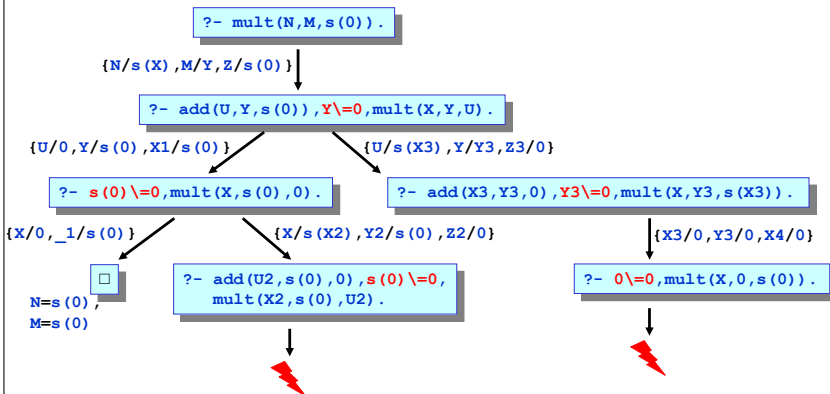 ?- mult(N,M,s(0)).
{N/s(X),M/Y,Z/s(0)}
?- add(U,Y,s(0)),Y\=0,mult(X,Y,U).
{U/0,Y/s(0),X1/s(0)}
{U/s(X3),Y/Y3,Z3/0}
?- s(0)\=0,mult(X,s(0),0).
?- add(X3,Y3,0),Y3\=0,mult(X,Y3,s(X3)).
{X/0,_1/s(0)}
{X/s(X2),Y2/s(0),Z2/0}
{X3/0,Y3/0,X4/0}
□
?- add(U2,s(0),0),s(0)\=0,
mult(X2,s(0),U2).
?- 0\=0,mult(X,0,s(0)).
N=s(0),
M=s(0)